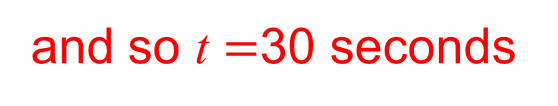 and so t =30 seconds